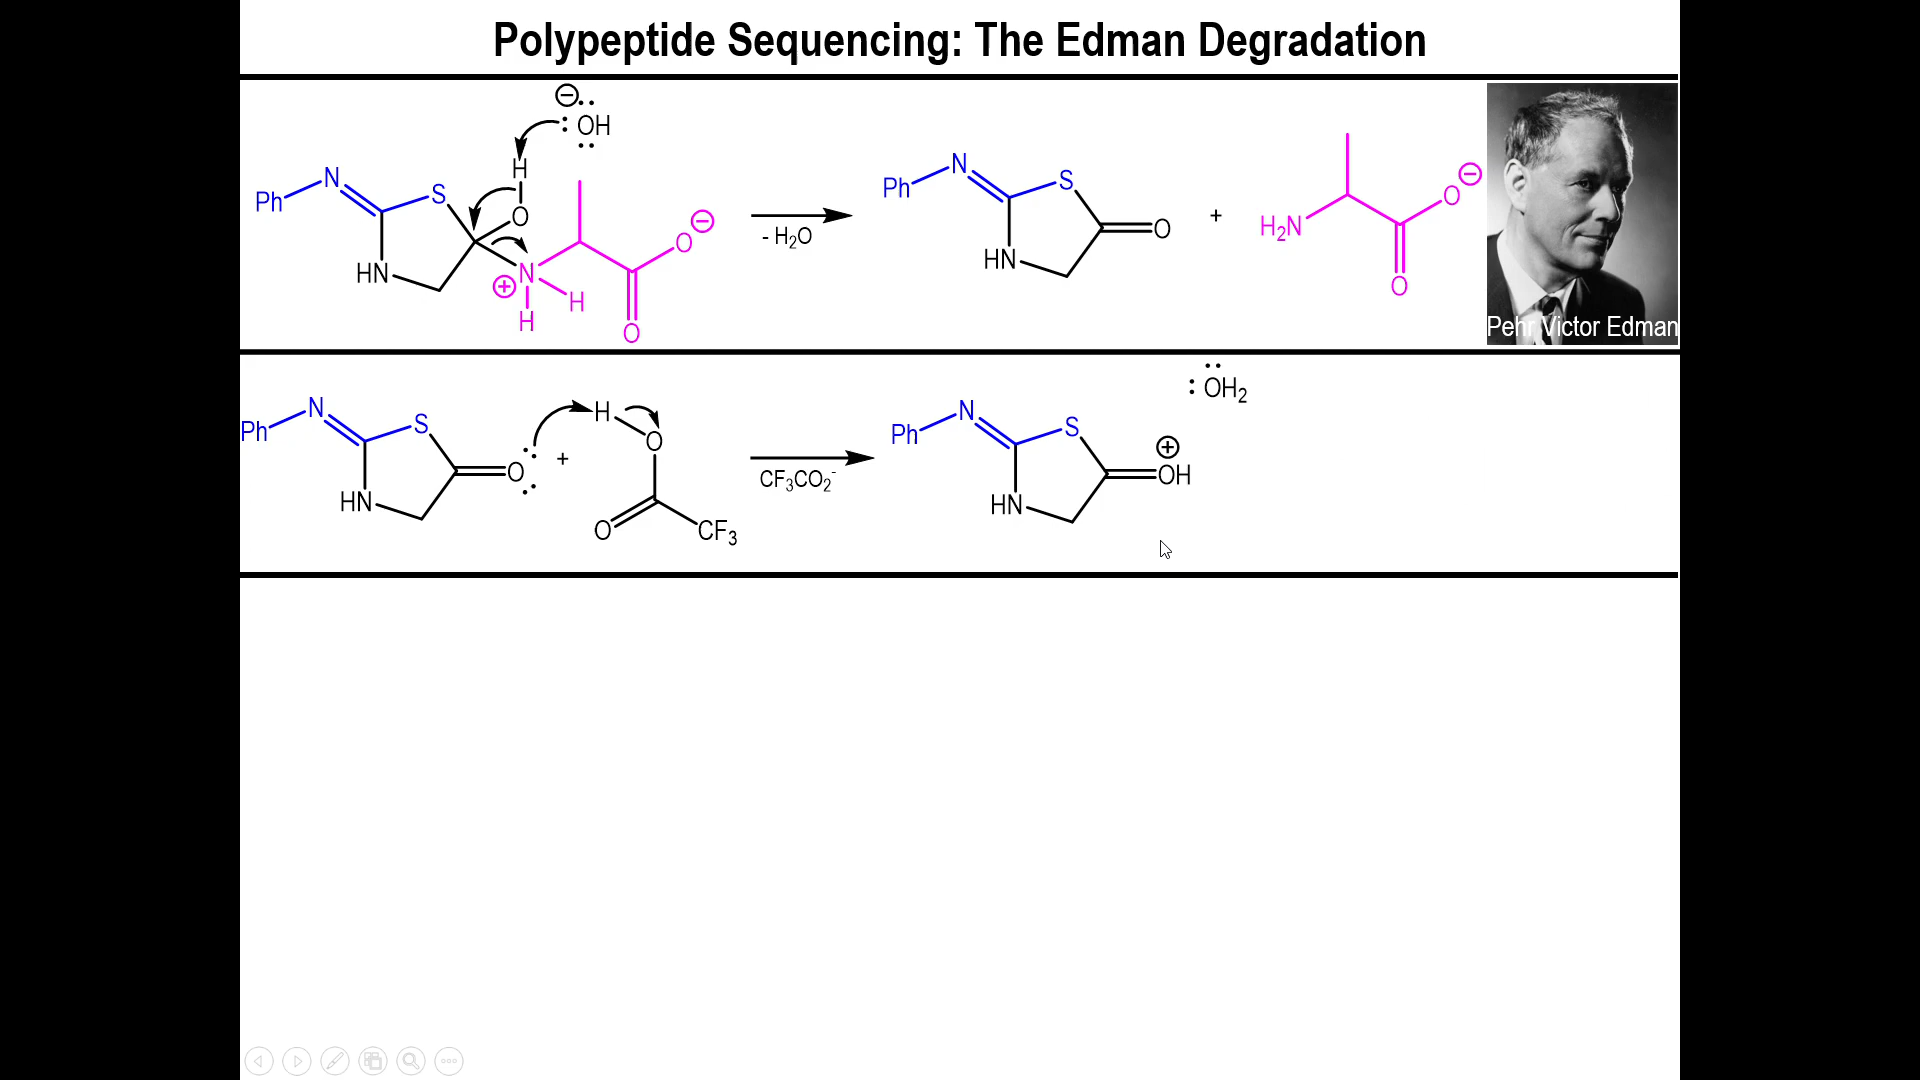 Polypeptide Sequencing: The Edman Degradation
⊖
:ÖH
H
N
S
Ph
O
⊖
O
HN
N
⊕
H
H
O
- H₂O
N
S
Ph
O
HN
+
H₂N
O
⊖
O
Pehr Victor Edman
N
S
Ph
O
HN
+
H
O
O
CF₃
CF₃CO₂⁻
N
S
Ph
⊕
OH
HN
:OH₂